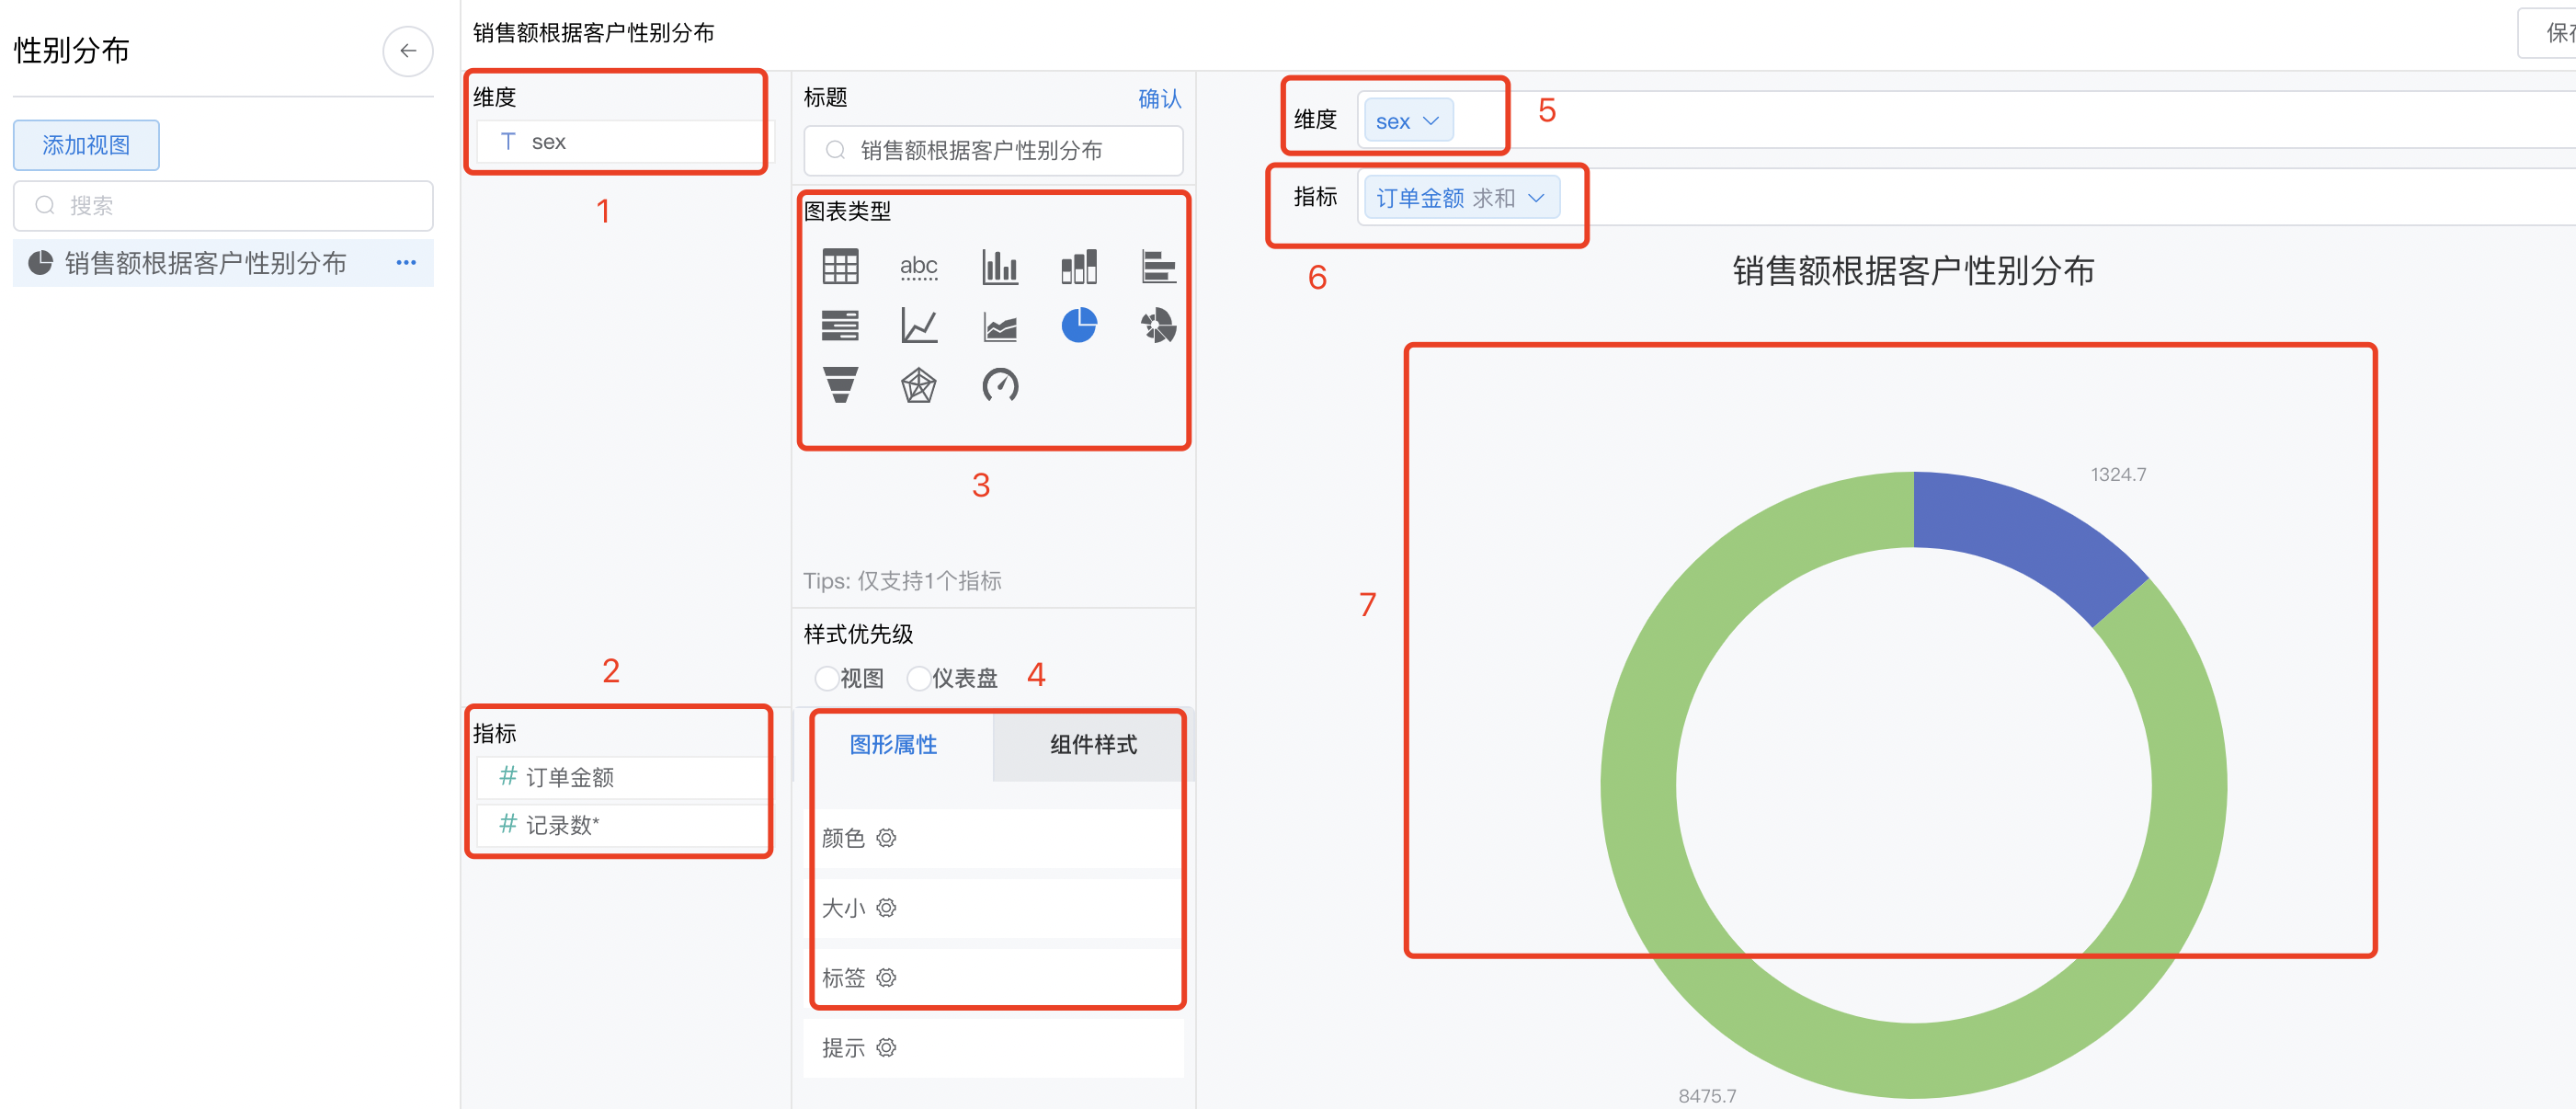 性别分布
添加视图
搜索
销售额根据客户性别分布
销售额根据客户性别分布
维度
sex
1
2
指标
订单金额
记录数*
标题
确认
销售额根据客户性别分布
图表类型
abc
3
Tips: 仅支持1个指标
样式优先级
视图 仪表盘
4
图形属性 组件样式
颜色
大小
标签
提示
维度 sex
5
指标 订单金额 求和
6
销售额根据客户性别分布
1324.7
7
8475.7